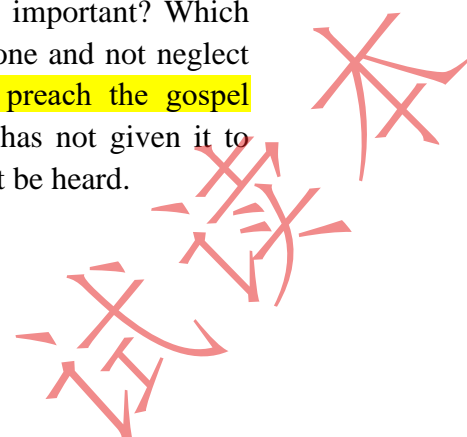 important? Which
one and not neglect
preach the gospel
has not given it to
t be heard.
试读本